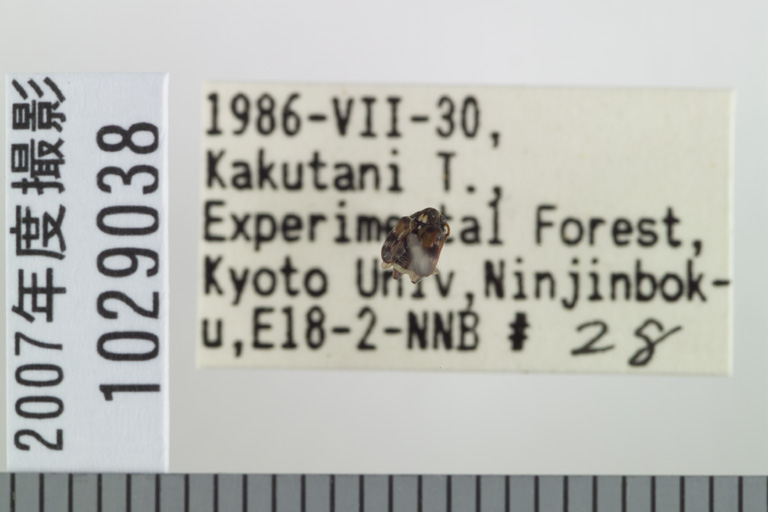 2007年度撮影
1029038
1986-VII-30,
Kakutani T.,
Experimental Forest,
Kyoto Univ,Ninjinbok-
u,E18-2-NNB # 28